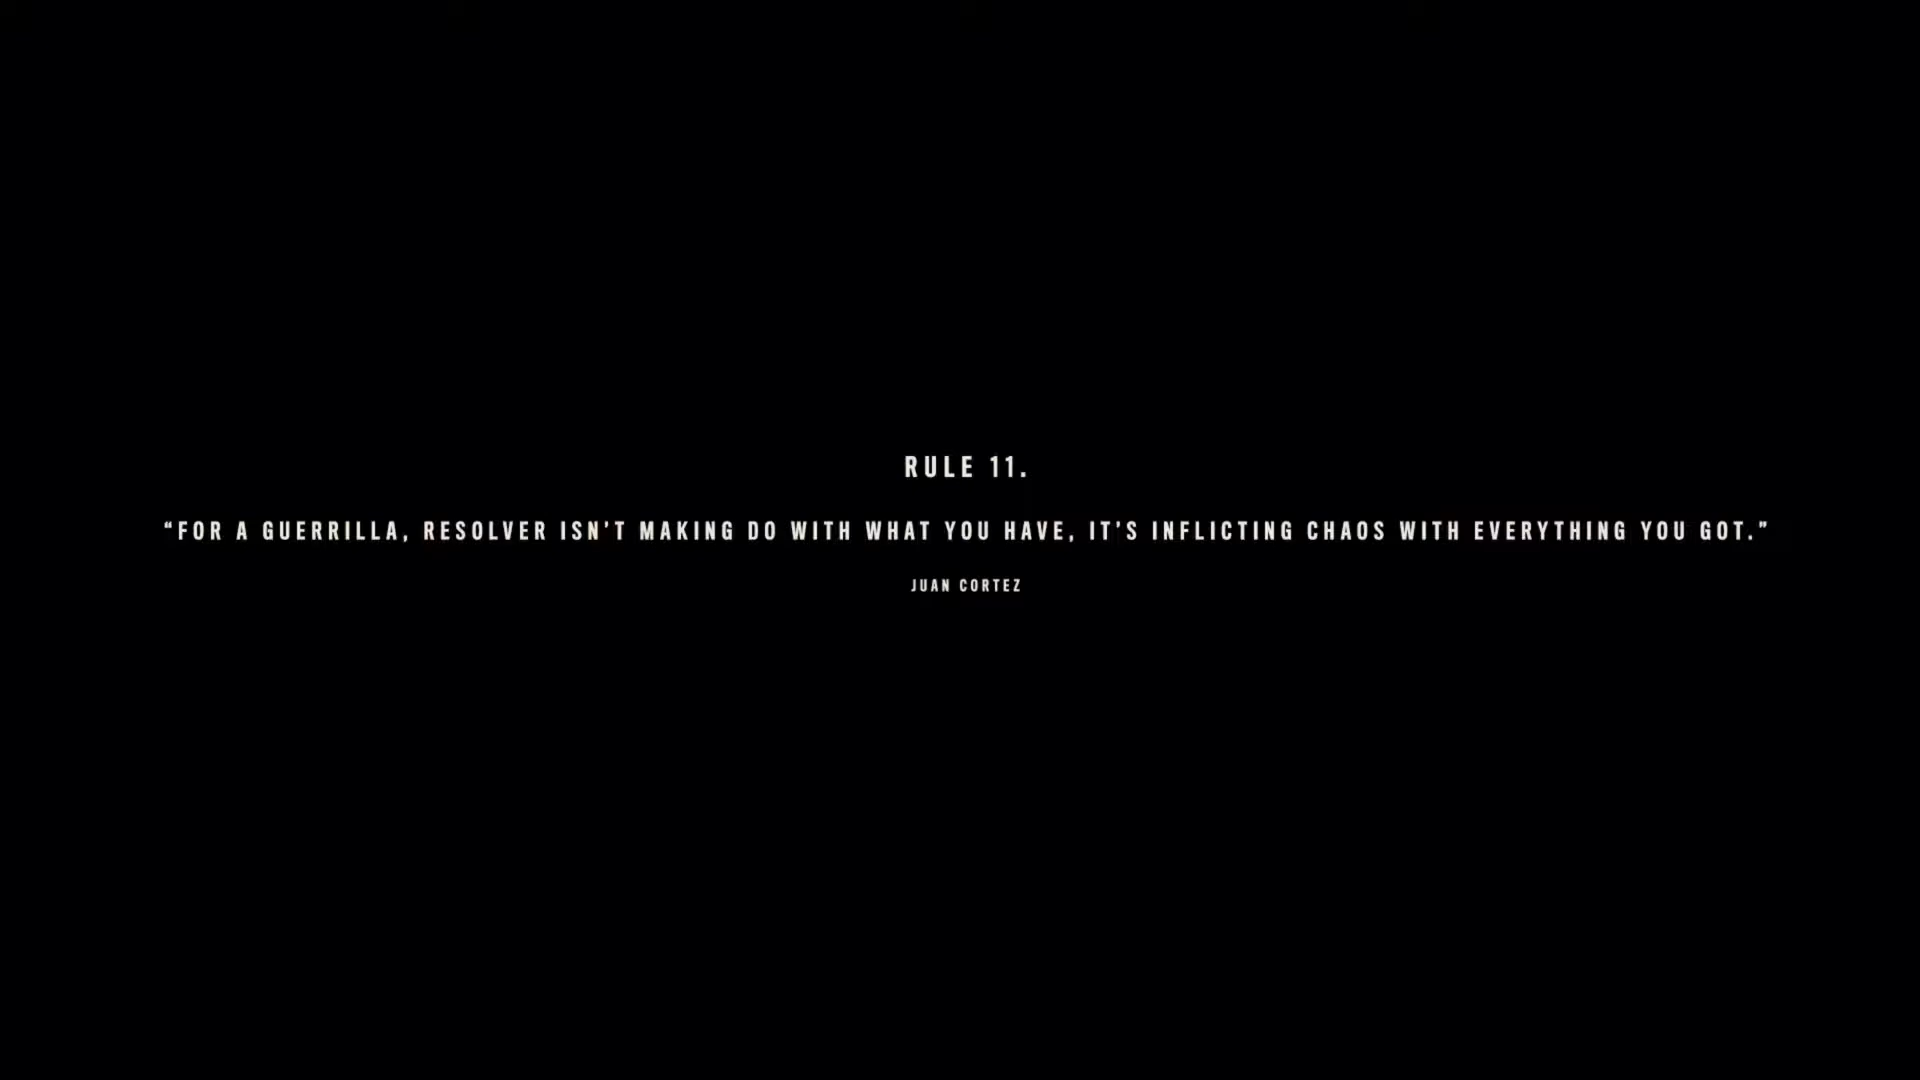 RULE 11.
“FOR A GUERRILLA, RESOLVER ISN’T MAKING DO WITH WHAT YOU HAVE, IT’S INFLICTING CHAOS WITH EVERYTHING YOU GOT.”
JUAN CORTEZ